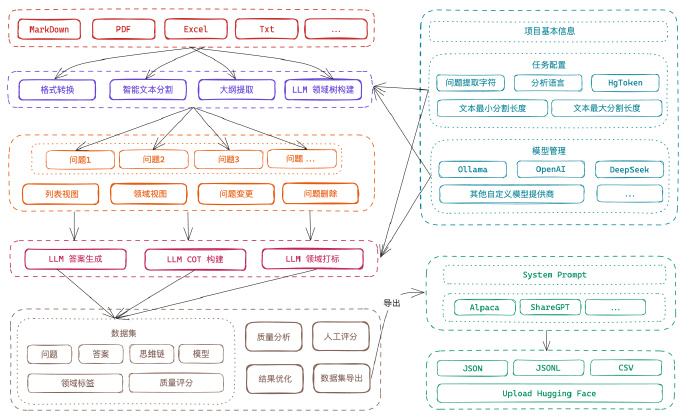 MarkDown
PDF
Excel
Txt
...
格式转换
智能文本分割
大纲提取
LLM 领域树构建
问题1
问题2
问题3
问题 ...
列表视图
领域视图
问题变更
问题删除
LLM 答案生成
LLM COT 构建
LLM 领域打标
数据集
问题
答案
思维链
模型
领域标签
质量评分
质量分析
人工评分
结果优化
数据集导出
导出
项目基本信息
任务配置
问题提取字符
分析语言
HgToken
文本最小分割长度
文本最大分割长度
模型管理
Ollama
OpenAI
DeepSeek
其他自定义模型提供商
...
System Prompt
Alpaca
ShareGPT
...
JSON
JSONL
CSV
Upload Hugging Face